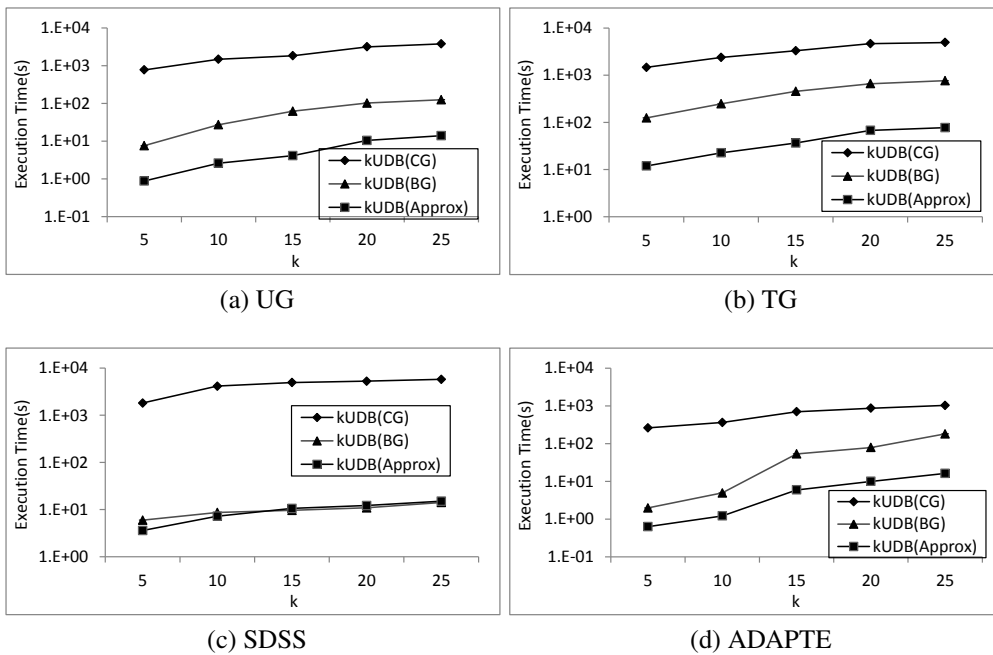 1.E+04
1.E+03
1.E+02
1.E+01
1.E+00
1.E-01
Execution Time(s)
kUDB(CG)
kUDB(BG)
kUDB(Approx)
5 10 15 20 25
k
(a) UG
1.E+04
1.E+03
1.E+02
1.E+01
1.E+00
Execution Time(s)
kUDB(CG)
kUDB(BG)
kUDB(Approx)
5 10 15 20 25
k
(b) TG
1.E+04
1.E+03
1.E+02
1.E+01
1.E+00
Execution Time(s)
kUDB(CG)
kUDB(BG)
kUDB(Approx)
5 10 15 20 25
k
(c) SDSS
1.E+04
1.E+03
1.E+02
1.E+01
1.E+00
1.E-01
Execution Time(s)
kUDB(CG)
kUDB(BG)
kUDB(Approx)
5 10 15 20 25
k
(d) ADAPTE